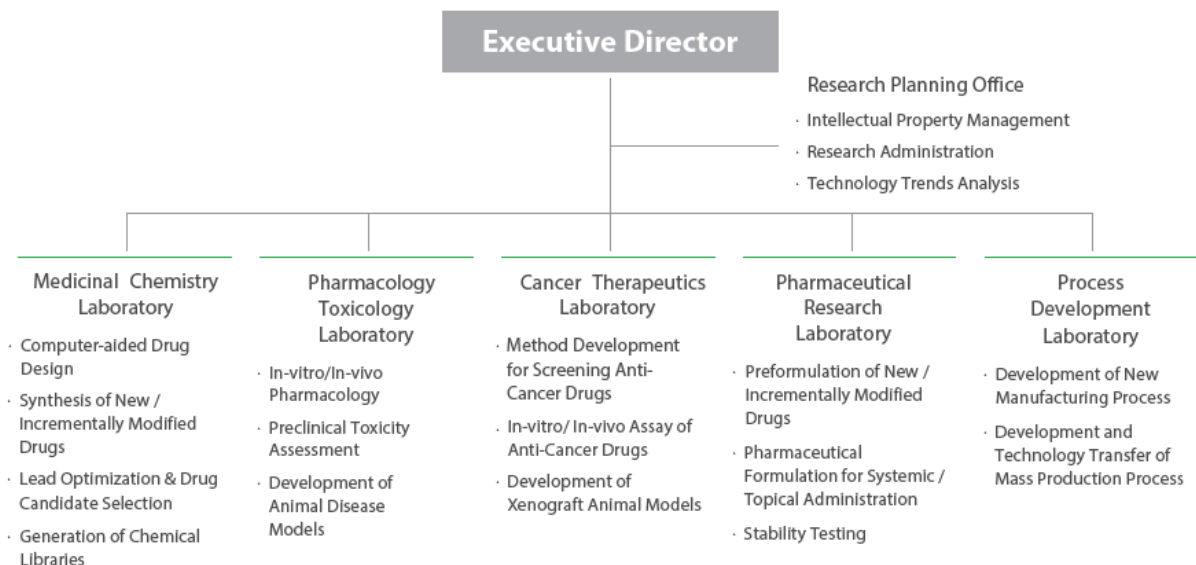 Executive Director
Research Planning Office
· Intellectual Property Management
· Research Administration
· Technology Trends Analysis
Medicinal Chemistry
Laboratory
· Computer-aided Drug
Design
· Synthesis of New /
Incrementally Modified
Drugs
· Lead Optimization & Drug
Candidate Selection
· Generation of Chemical
Libraries
Pharmacology
Toxicology
Laboratory
· In-vitro/In-vivo
Pharmacology
· Preclinical Toxicity
Assessment
· Development of
Animal Disease
Models
Cancer Therapeutics
Laboratory
· Method Development
for Screening Anti-
Cancer Drugs
· In-vitro/ In-vivo Assay of
Anti-Cancer Drugs
· Development of
Xenograft Animal Models
Pharmaceutical
Research
Laboratory
· Preformulation of New /
Incrementally Modified
Drugs
· Pharmaceutical
Formulation for Systemic /
Topical Administration
· Stability Testing
Process
Development
Laboratory
· Development of New
Manufacturing Process
· Development and
Technology Transfer of
Mass Production Process